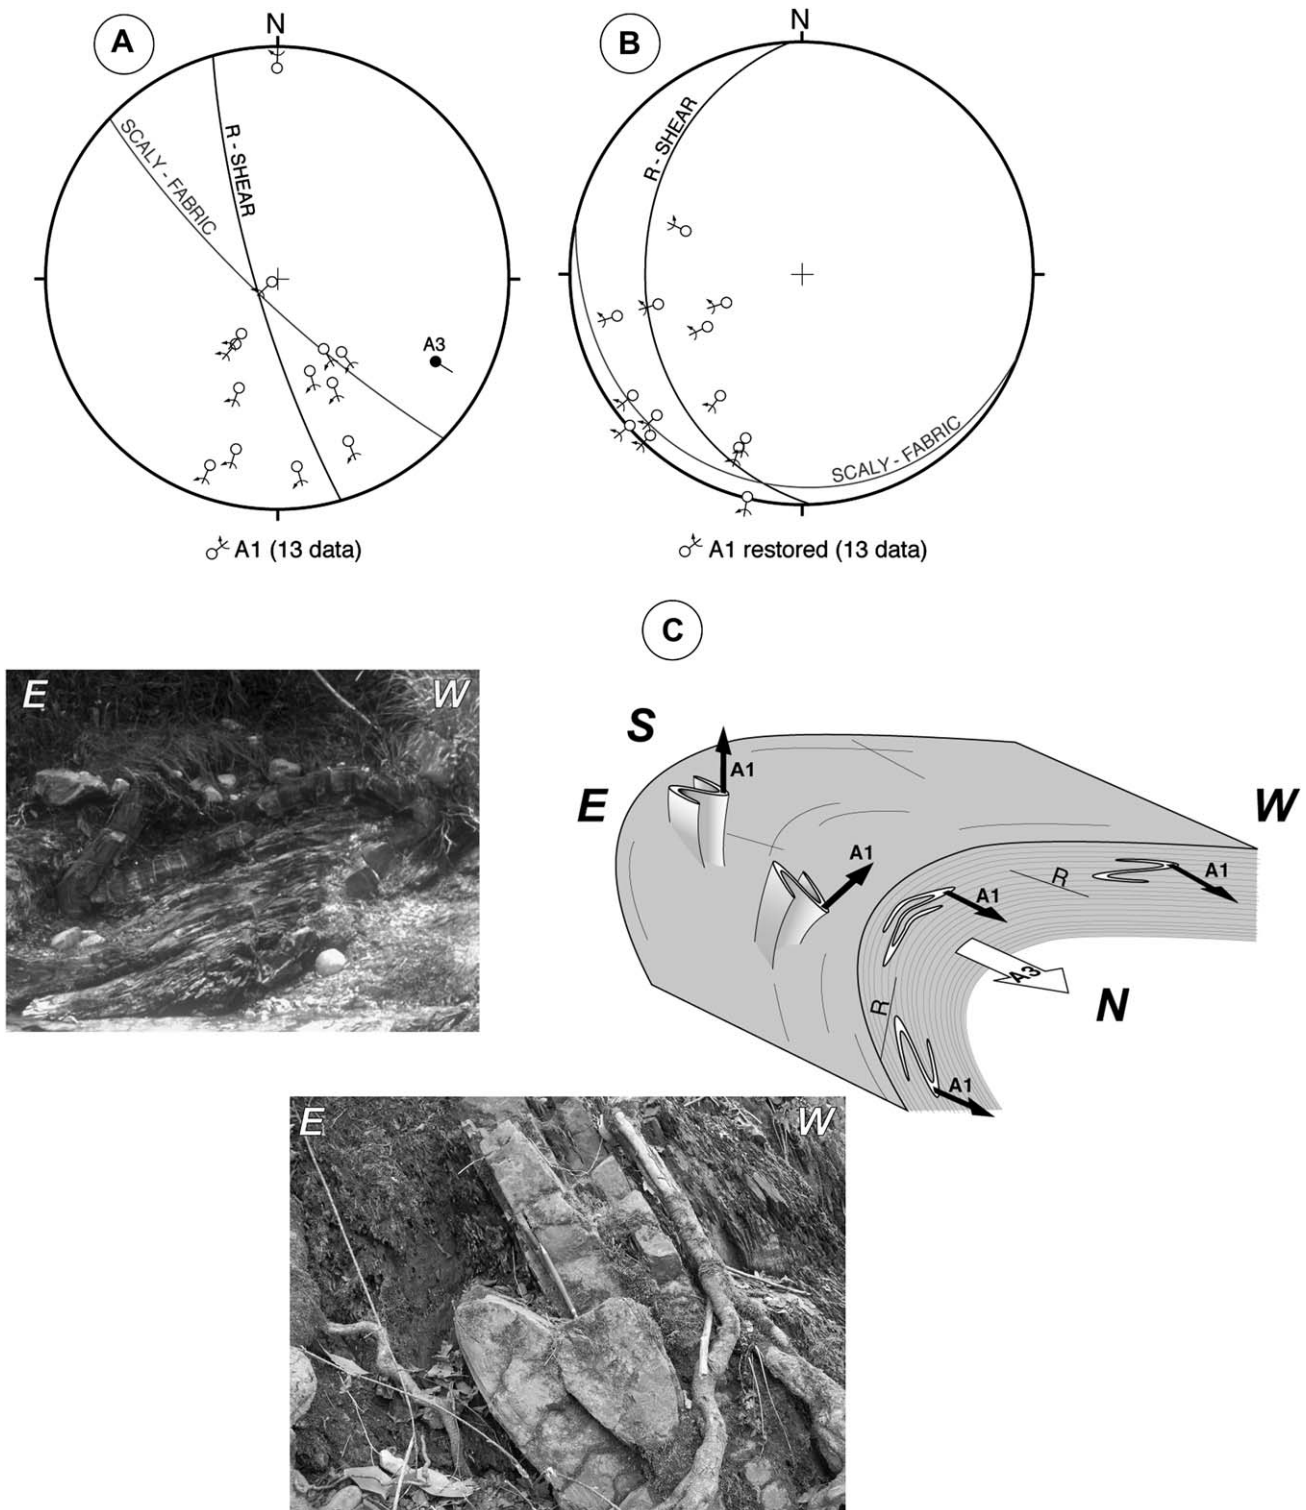 A
N
SCALY - FABRIC
R - SHEAR
A3
A1 (13 data)
B
N
R - SHEAR
SCALY - FABRIC
A1 restored (13 data)
C
E
W
S
E
W
N
A1
A1
A1
A1
A1
R
R
A3
E
W